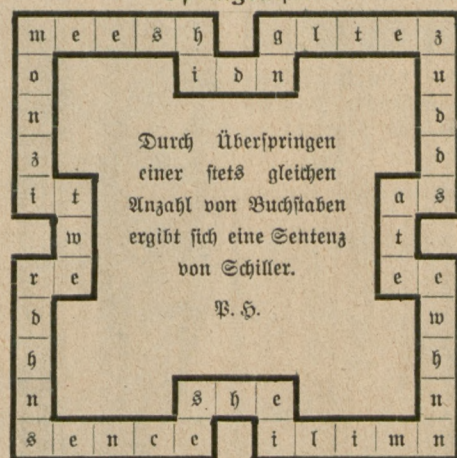 m e e s h g l t e z
o i d n u
n d
z d
i t a s
w t
r e e c
d w
h h
n s h e n
s e n c e i l i m n
Durch Überspringen
einer stets gleichen
Anzahl von Buchstaben
ergibt sich eine Sentenz
von Schiller.
P. H.